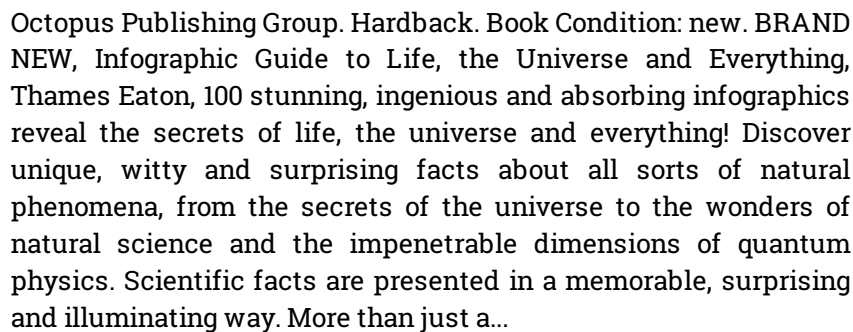 Octopus Publishing Group. Hardback. Book Condition: new. BRAND
NEW, Infographic Guide to Life, the Universe and Everything,
Thames Eaton, 100 stunning, ingenious and absorbing infographics
reveal the secrets of life, the universe and everything! Discover
unique, witty and surprising facts about all sorts of natural
phenomena, from the secrets of the universe to the wonders of
natural science and the impenetrable dimensions of quantum
physics. Scientific facts are presented in a memorable, surprising
and illuminating way. More than just a...